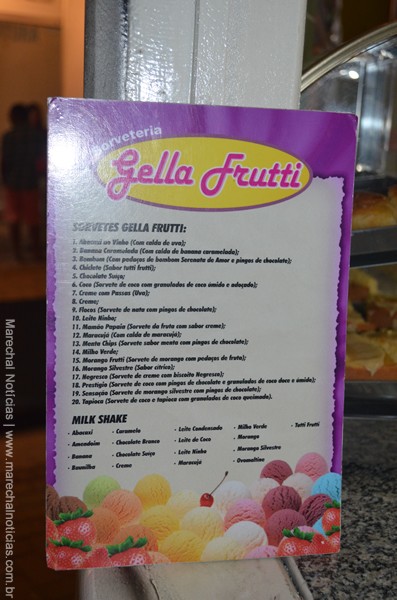 Sorveteria
Gella Frutti
SORVETES GELLA FRUTTI:
1. Abacaxi ao Vinho (Com calda de uva);
2. Banana Caramelada (Com calda de banana caramelada);
3. Bombom (Com pedaços de bombom Serenata de Amor e pingos de chocolate);
4. Chiclete (Sabor tutti frutti);
5. Chocolate Suíço;
6. Coco (Sorvete de coco com granulados de coco úmido e adoçado);
7. Creme com Passas (Uva);
8. Creme;
9. Flocos (Sorvete de nata com pingos de chocolate);
10. Leite Ninho;
11. Mamão Papaia (Sorvete da fruta com sabor creme);
12. Maracujá (Com calda de maracujá);
13. Menta Chips (Sorvete sabor menta com pingos de chocolate);
14. Milho Verde;
15. Morango Frutti (Sorvete de morango com pedaços da fruta);
16. Morango Silvestre (Sabor cítrico);
17. Negresco (Sorvete de creme com biscoito Negresco);
18. Prestígio (Sorvete de coco com pingos de chocolate e granulados de coco doce e úmido);
19. Sensação (Sorvete de morango silvestre com pingos de chocolate);
20. Tapioca (Sorvete de coco e tapioca com granulados de coco queimado).
MILK SHAKE
· Abacaxi
· Amendoim
· Banana
· Baunilha
· Caramelo
· Chocolate Branco
· Chocolate Suíço
· Creme
· Leite Condensado
· Leite de Coco
· Leite Ninho
· Maracujá
· Milho Verde
· Morango
· Morango Silvestre
· Ovomaltine
· Tutti Frutti
Marechal Notícias | www.marechalnoticias.com.br